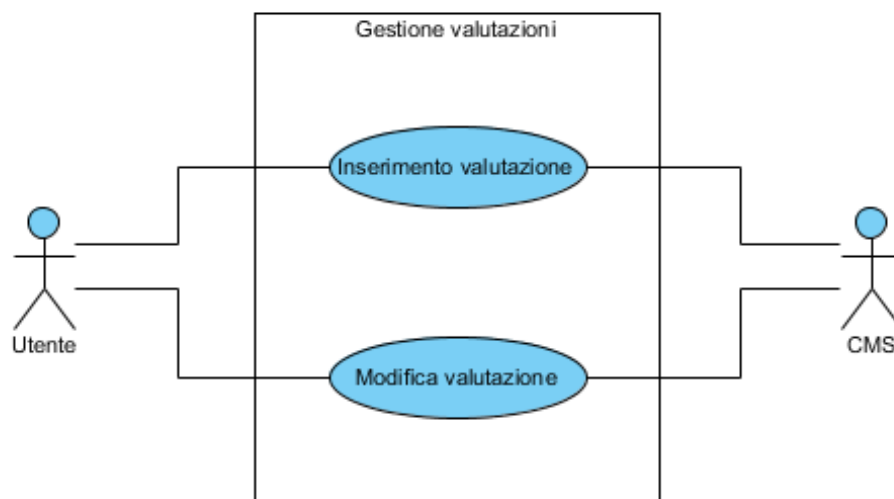 Gestione valutazioni
Inserimento valutazione
Utente
CMS
Modifica valutazione